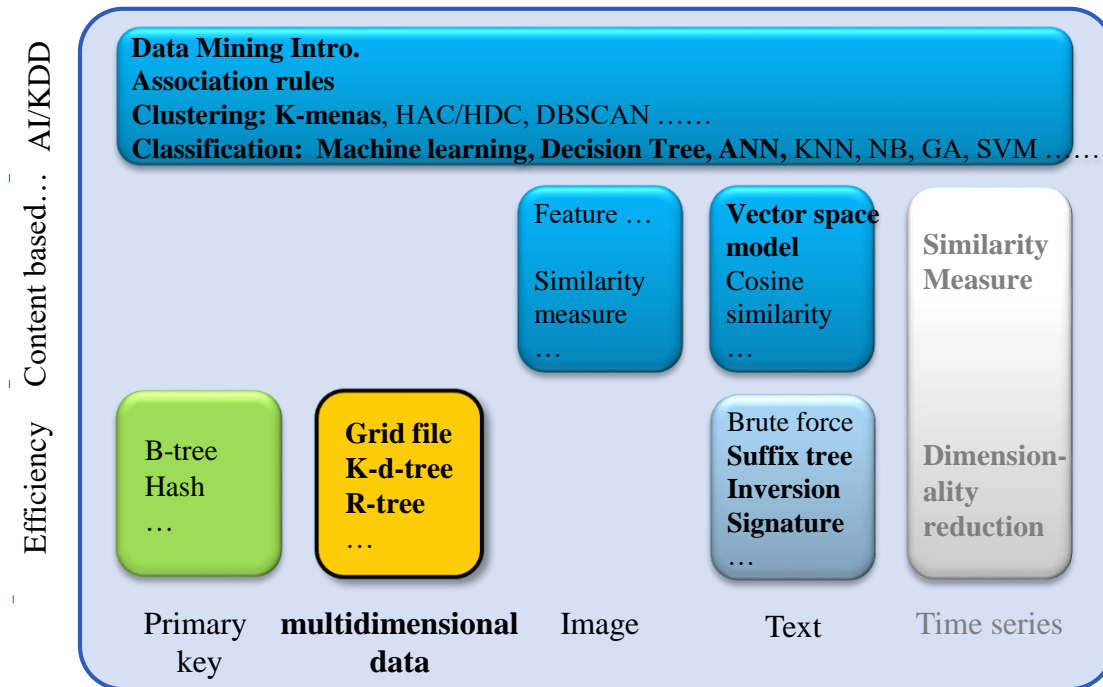 AI/KDD
Data Mining Intro.
Association rules
Clustering: K-menas, HAC/HDC, DBSCAN ……
Classification: Machine learning, Decision Tree, ANN, KNN, NB, GA, SVM ……
Content based…
Feature …
Similarity
measure
…
Vector space
model
Cosine
similarity
…
Similarity
Measure
Efficiency
B-tree
Hash
…
Grid file
K-d-tree
R-tree
…
Brute force
Suffix tree
Inversion
Signature
…
Dimension-
ality
reduction
Primary
key
multidimensional
data
Image
Text
Time series